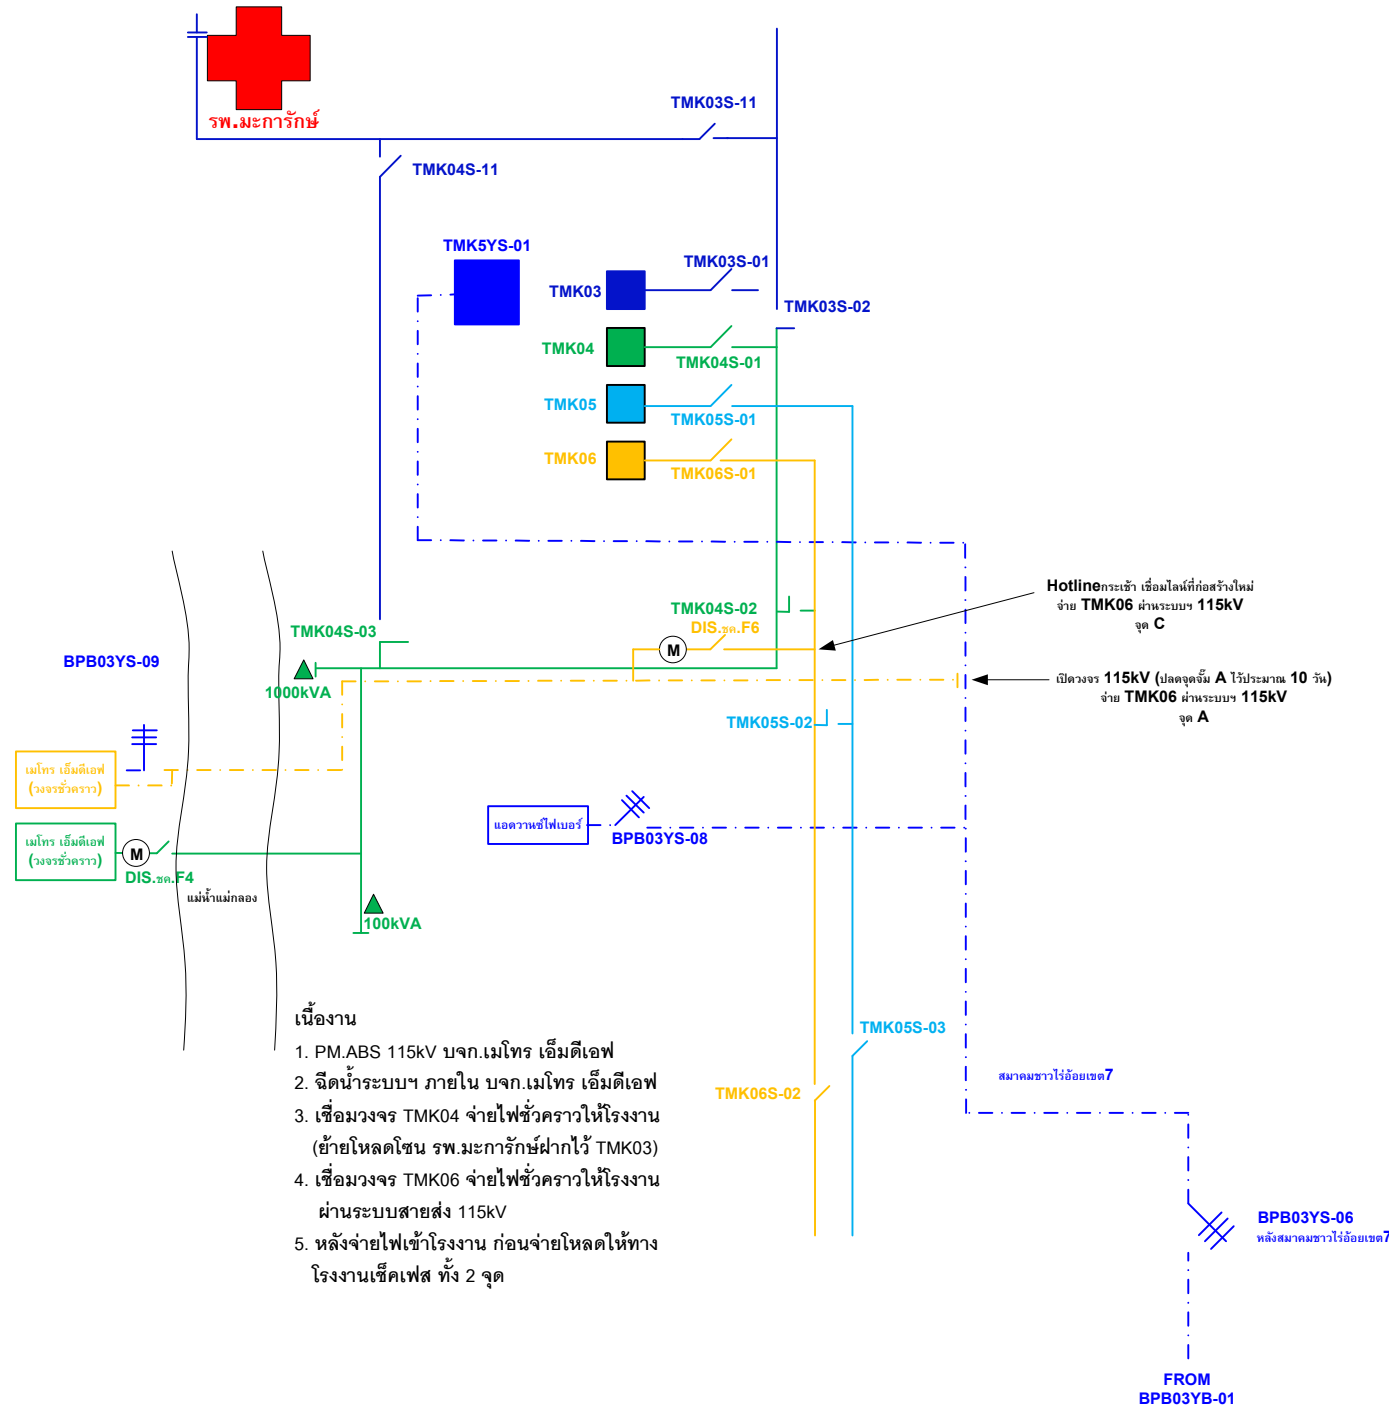 รพ.มะการักษ์
TMK03S-11
TMK04S-11
TMK5YS-01
TMK03S-01
TMK03
TMK03S-02
TMK04
TMK04S-01
TMK05
TMK05S-01
TMK06
TMK06S-01
Hotlineกระเช้า เชื่อมไลน์ที่ก่อสร้างใหม่
จ่าย TMK06 ผ่านระบบฯ 115kV
จุด C
TMK04S-02
DIS.ชค.F6
M
TMK04S-03
BPB03YS-09
1000kVA
เปิดวงจร 115kV (ปลดจุดจั๊ม A ไว้ประมาณ 10 วัน)
จ่าย TMK06 ผ่านระบบฯ 115kV
จุด A
TMK05S-02
เมโทร เอ็มดีเอฟ
(วงจรชั่วคราว)
แอดวานซ์ไฟเบอร์
BPB03YS-08
เมโทร เอ็มดีเอฟ
(วงจรชั่วคราว)
M
DIS.ชค.F4
แม่น้ำแม่กลอง
100kVA
เนื้องาน
1. PM.ABS 115kV บจก.เมโทร เอ็มดีเอฟ
2. ฉีดน้ำระบบฯ ภายใน บจก.เมโทร เอ็มดีเอฟ
3. เชื่อมวงจร TMK04 จ่ายไฟชั่วคราวให้โรงงาน
(ย้ายโหลดโซน รพ.มะการักษ์ฝากไว้ TMK03)
4. เชื่อมวงจร TMK06 จ่ายไฟชั่วคราวให้โรงงาน
ผ่านระบบสายส่ง 115kV
5. หลังจ่ายไฟเข้าโรงงาน ก่อนจ่ายโหลดให้ทาง
โรงงานเช็คเฟส ทั้ง 2 จุด
TMK05S-03
สมาคมชาวไร่อ้อยเขต7
TMK06S-02
BPB03YS-06
หลังสมาคมชาวไร่อ้อยเขต7
FROM
BPB03YB-01